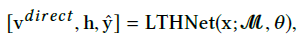 [v^direct, h, ŷ] = LTHNet(x; ℳ, θ),